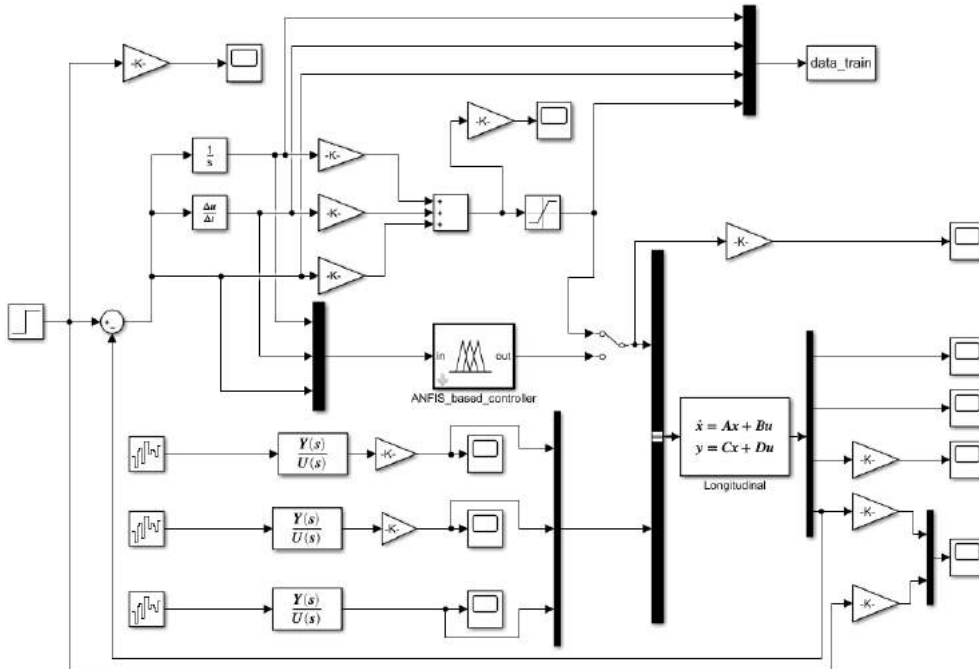 -K-
data_train
-K-
1
s
-K-
Δu
Δt
-K-
+
+
+
-K-
-K-
+
-
in
out
ANFIS_based_controller
ẋ = Ax + Bu
y = Cx + Du
Longitudinal
Y(s)
U(s)
-K-
-K-
Y(s)
U(s)
-K-
-K-
Y(s)
U(s)
-K-